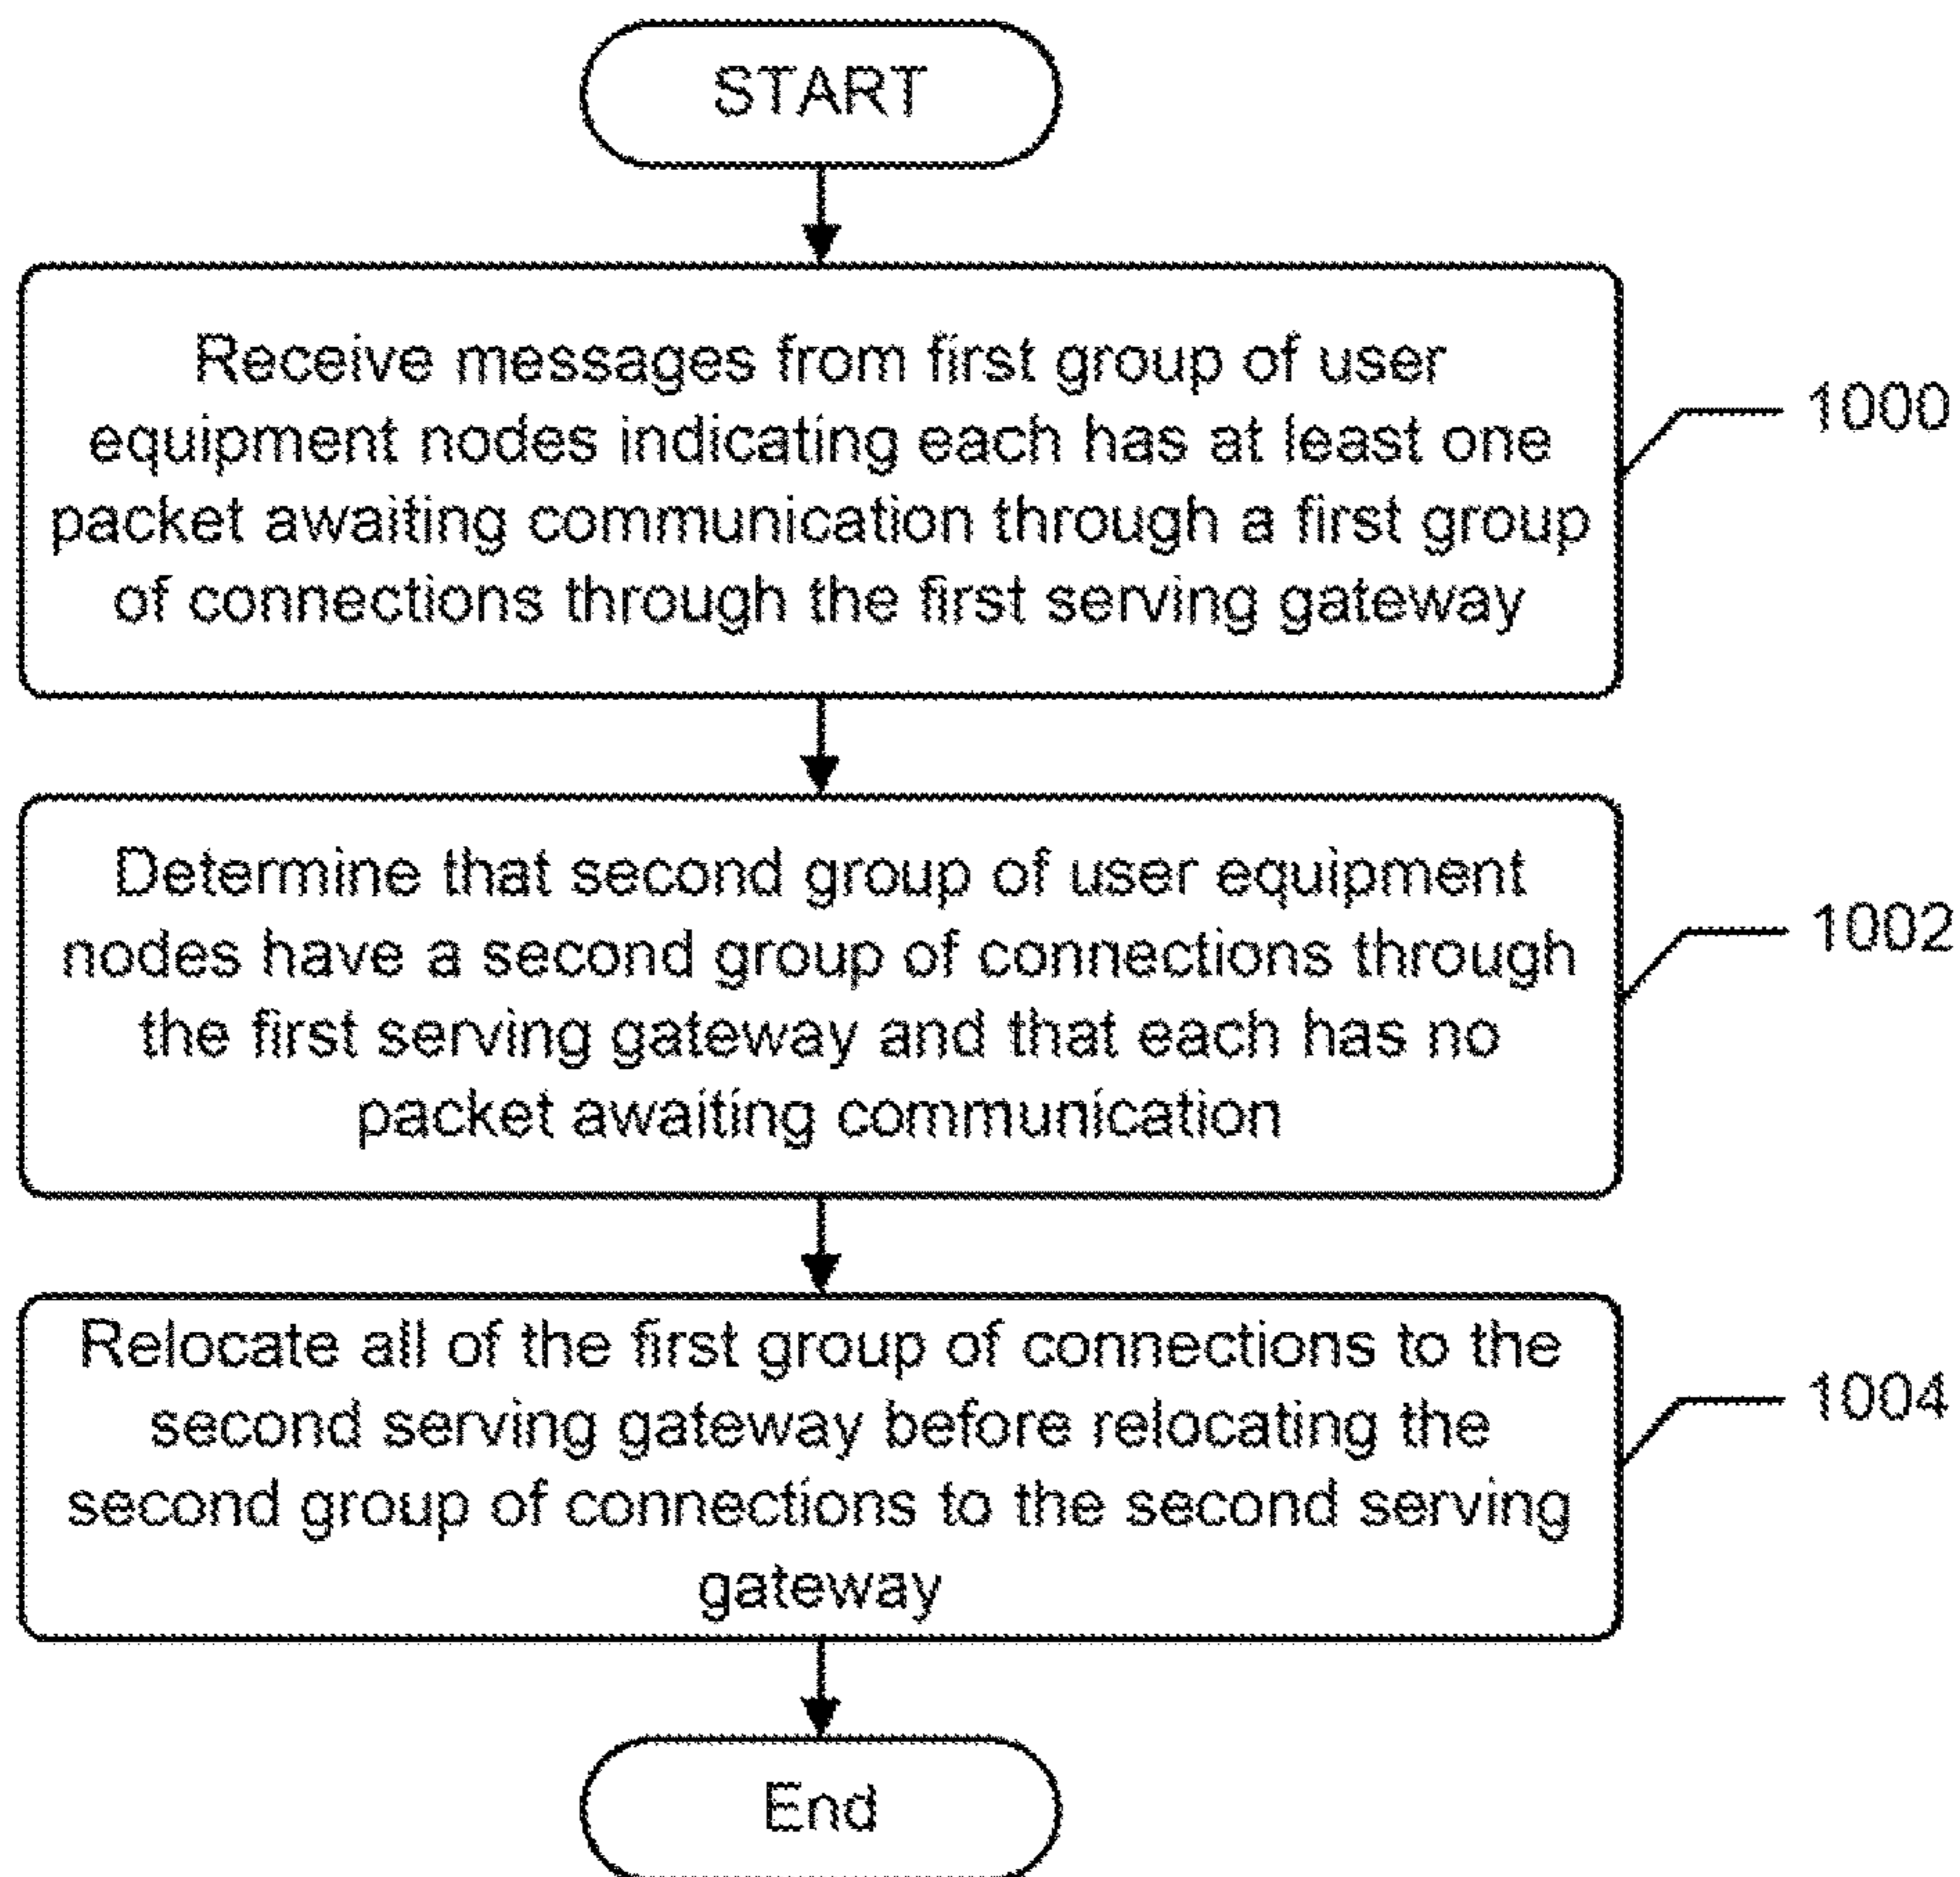 START
Receive messages from first group of user
equipment nodes indicating each has at least one
packet awaiting communication through a first group
of connections through the first serving gateway
1000
Determine that second group of user equipment
nodes have a second group of connections through
the first serving gateway and that each has no
packet awaiting communication
1002
Relocate all of the first group of connections to the
second serving gateway before relocating the
second group of connections to the second serving
gateway
1004
End